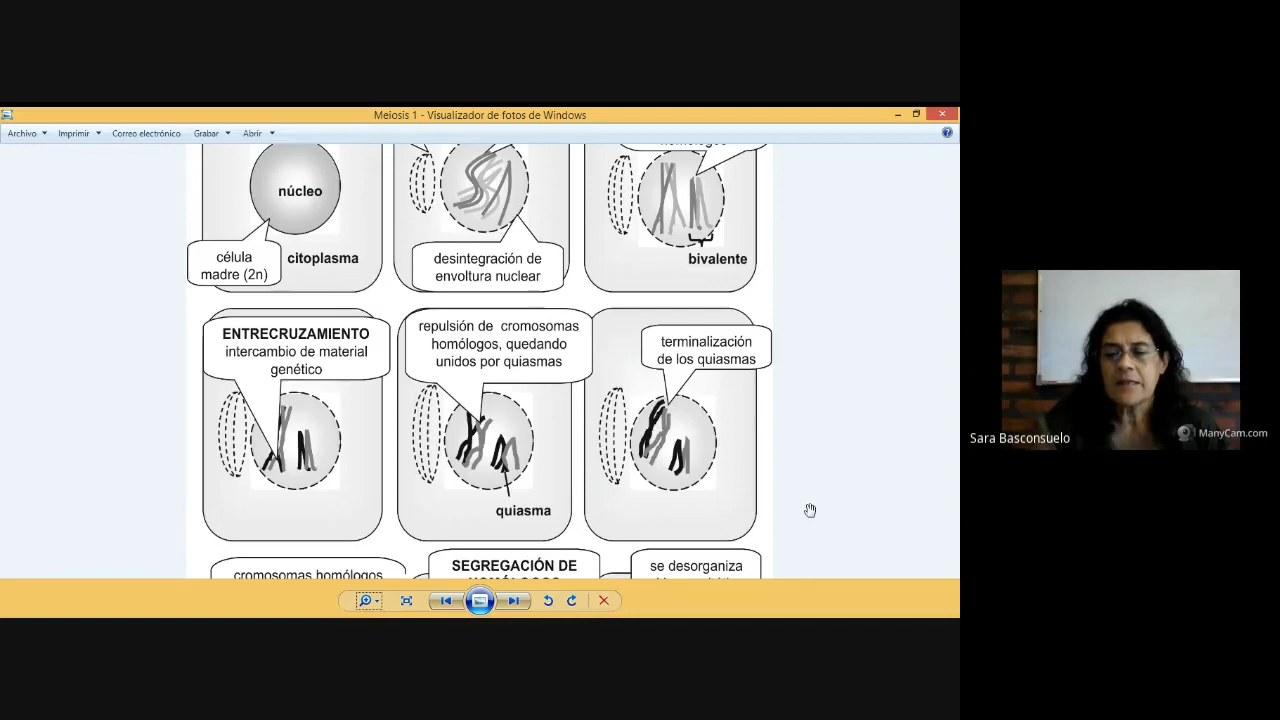 Meiosis 1 - Visualizador de fotos de Windows
Archivo Imprimir Correo electrónico Grabar Abrir
homólogos
núcleo
célula
madre (2n)
citoplasma
desintegración de
envoltura nuclear
bivalente
ENTRECRUZAMIENTO
intercambio de material
genético
repulsión de cromosomas
homólogos, quedando
unidos por quiasmas
quiasma
terminalización
de los quiasmas
cromosomas homólogos
SEGREGACIÓN DE
HOMÓLOGOS
se desorganiza
Sara Basconsuelo
ManyCam.com